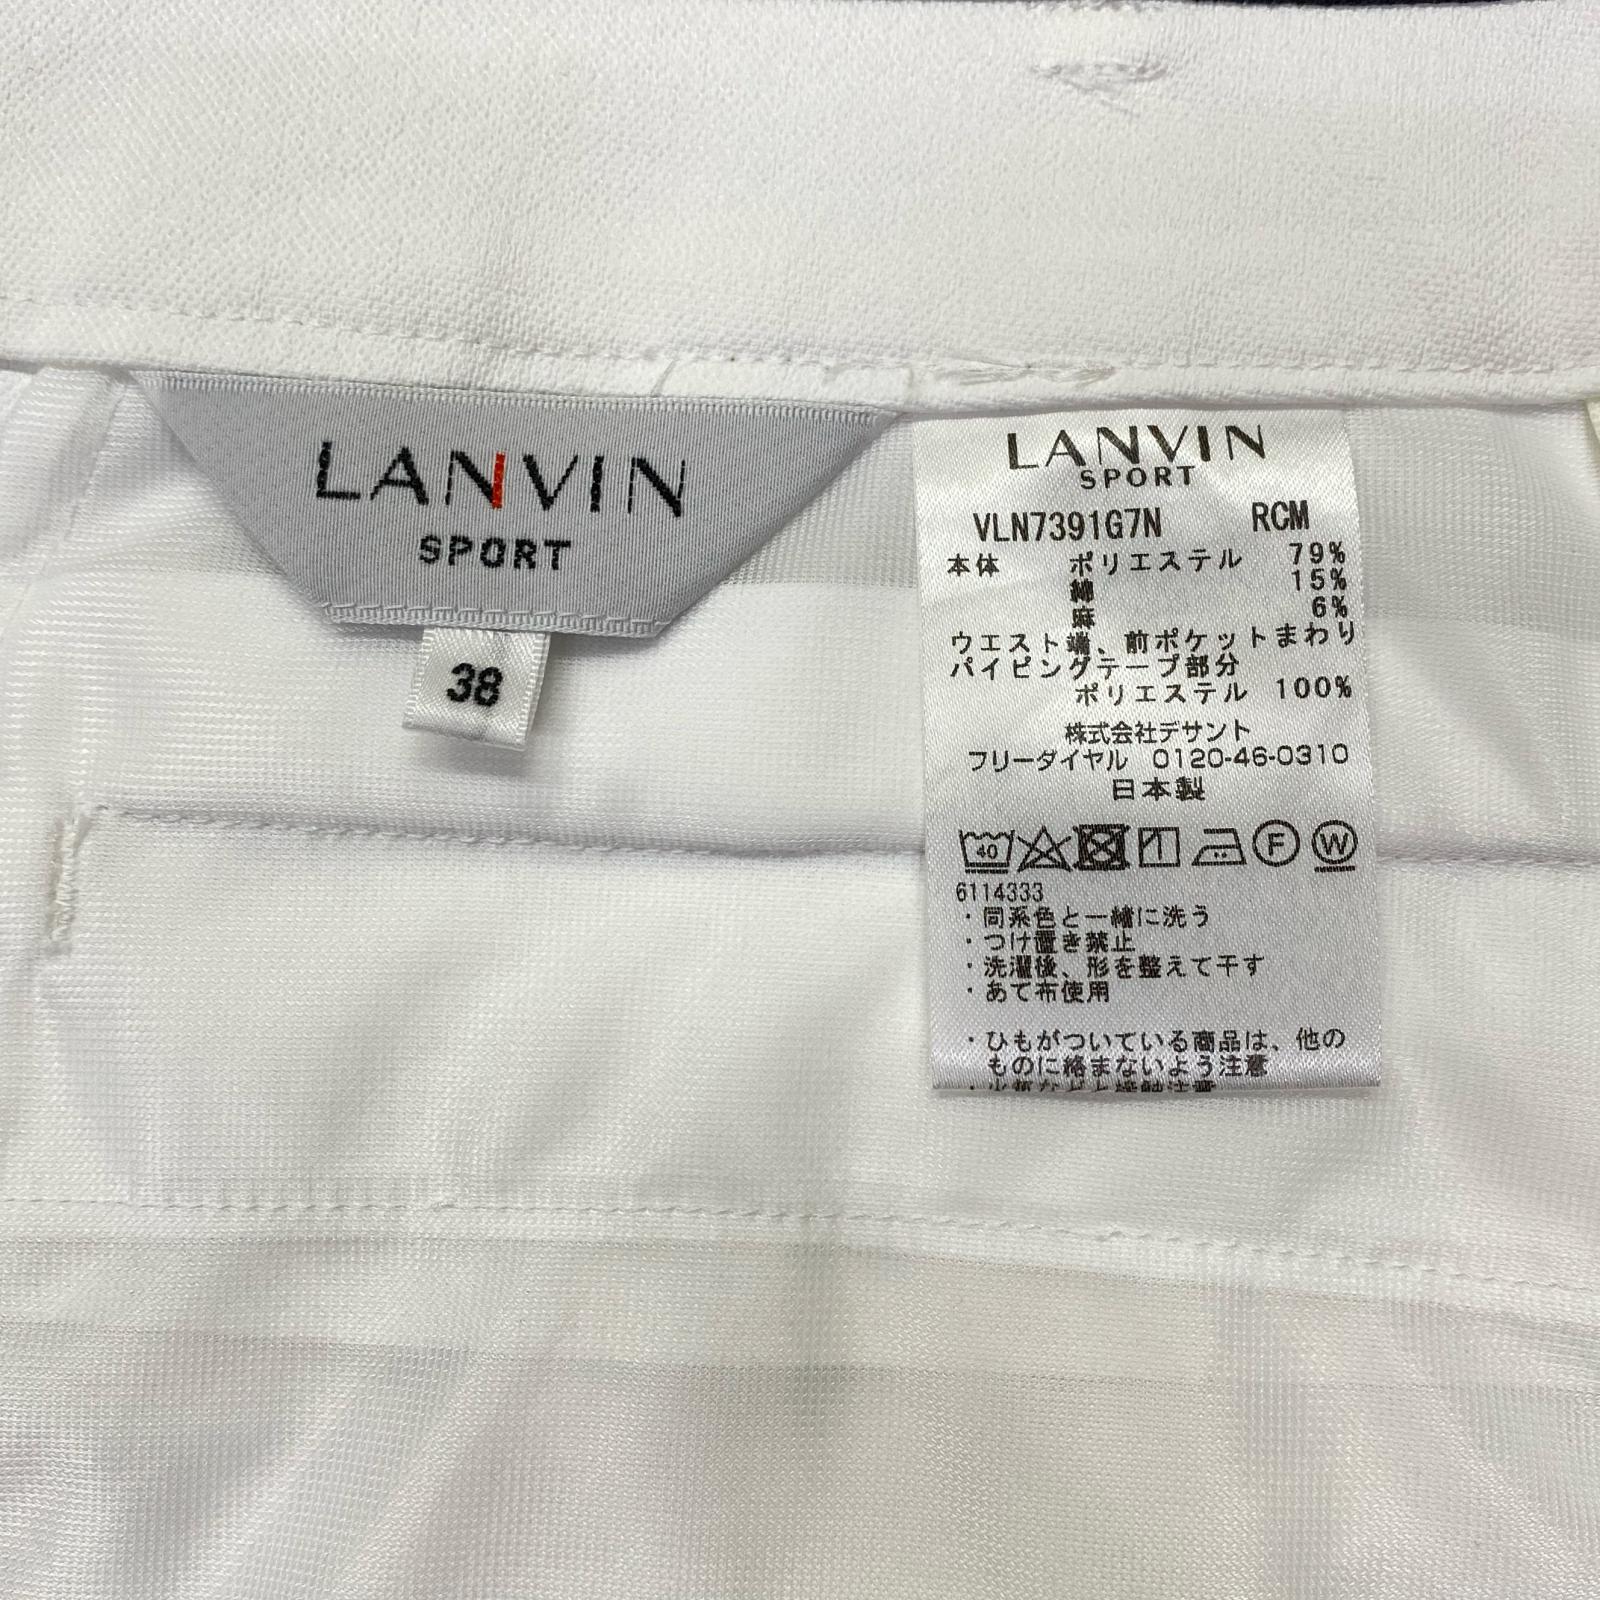 LANVIN
SPORT
38
LANVIN
SPORT
VLN7391G7N RCM
本体 ポリエステル 79%
綿 15%
麻 6%
ウエスト端、前ポケットまわり
パイピングテープ部分
ポリエステル 100%
株式会社デサント
フリーダイヤル 0120-46-0310
日本製
40 F W
6114333
・同系色と一緒に洗う
・つけ置き禁止
・洗濯後、形を整えて干す
・あて布使用
・ひもがついている商品は、他の
ものに絡まないよう注意